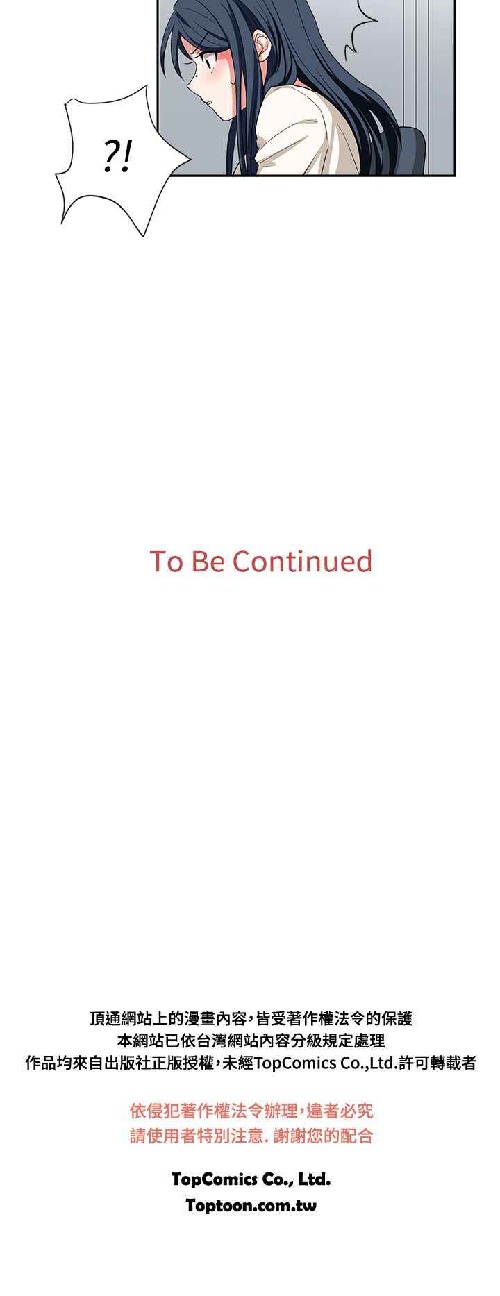 ?!
To Be Continued
頂通網站上的漫畫內容，皆受著作權法令的保護
本網站已依台灣網站內容分級規定處理
作品均來自出版社正版授權，未經TopComics Co.,Ltd.許可轉載者
依侵犯著作權法令辦理，違者必究
請使用者特別注意. 謝謝您的配合
TopComics Co., Ltd.
Toptoon.com.tw